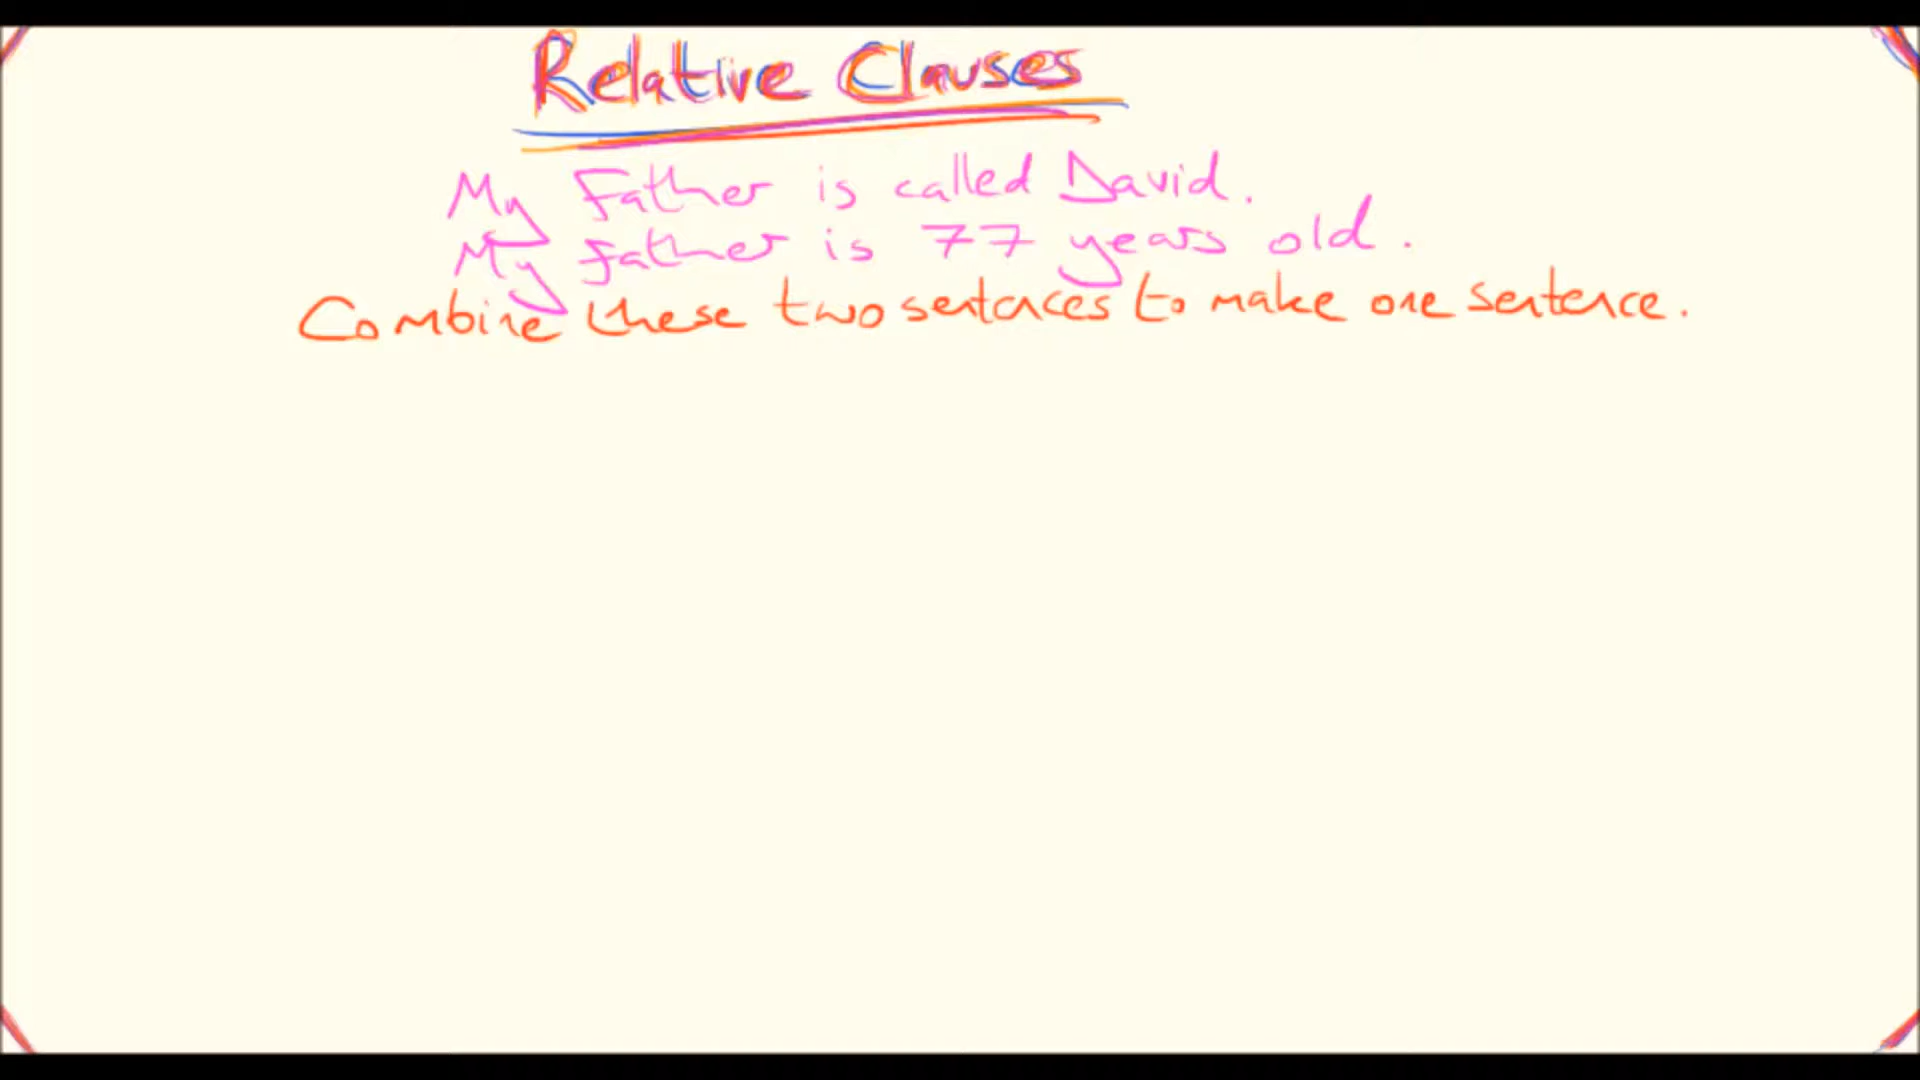 Relative Clauses
My Father is called David.
My father is 77 years old.
Combine these two sentences to make one sentence.